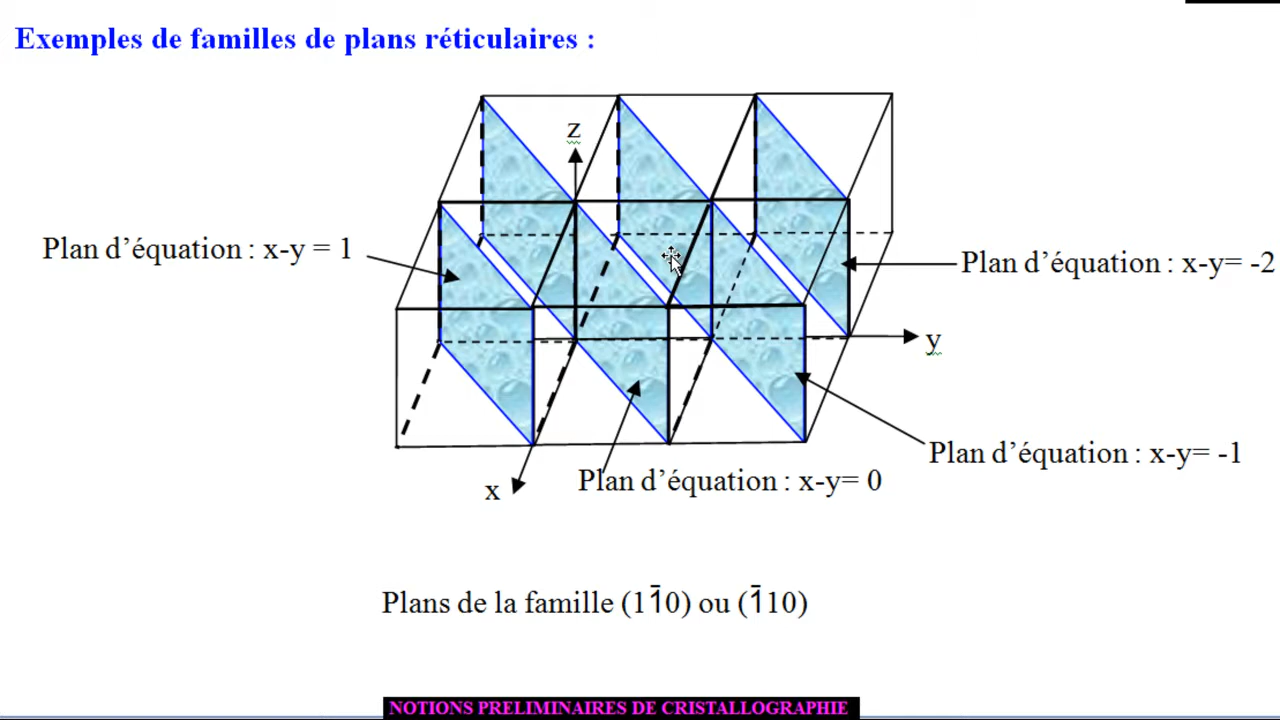 Exemples de familles de plans réticulaires :
z
Plan d’équation : x-y = 1
Plan d’équation : x-y= -2
y
Plan d’équation : x-y= -1
x
Plan d’équation : x-y= 0
Plans de la famille (11̄0) ou (1̄10)
NOTIONS PRELIMINAIRES DE CRISTALLOGRAPHIE